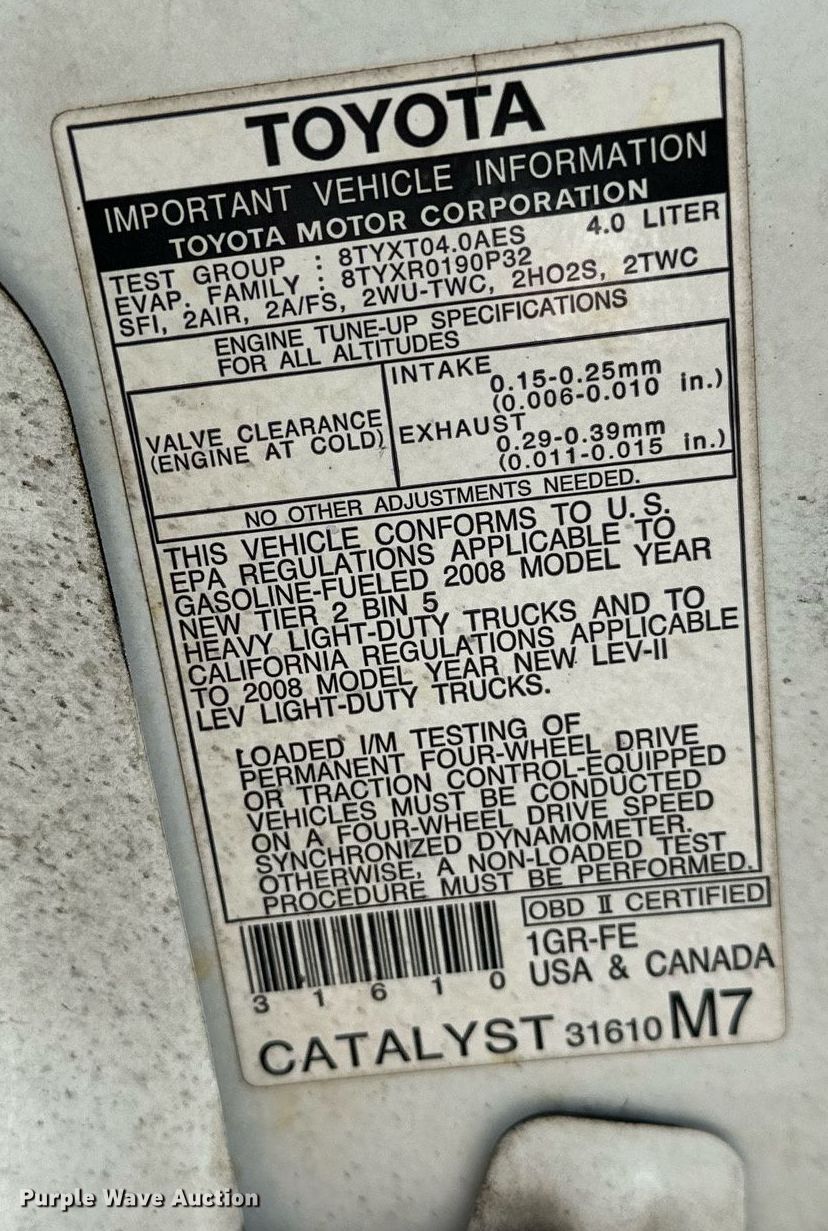 TOYOTA
IMPORTANT VEHICLE INFORMATION
TOYOTA MOTOR CORPORATION
TEST GROUP : 8TYXT04.0AES 4.0 LITER
EVAP. FAMILY : 8TYXR0190P32
SFI, 2AIR, 2A/FS, 2WU-TWC, 2HO2S, 2TWC
ENGINE TUNE-UP SPECIFICATIONS
FOR ALL ALTITUDES
VALVE CLEARANCE
(ENGINE AT COLD)
INTAKE
0.15-0.25mm
(0.006-0.010 in.)
EXHAUST
0.29-0.39mm
(0.011-0.015 in.)
NO OTHER ADJUSTMENTS NEEDED.
THIS VEHICLE CONFORMS TO U.S.
EPA REGULATIONS APPLICABLE TO
GASOLINE-FUELED 2008 MODEL YEAR
NEW TIER 2 BIN 5
HEAVY LIGHT-DUTY TRUCKS AND TO
CALIFORNIA REGULATIONS APPLICABLE
TO 2008 MODEL YEAR NEW LEV-II
LEV LIGHT-DUTY TRUCKS.
LOADED I/M TESTING OF
PERMANENT FOUR-WHEEL DRIVE
OR TRACTION CONTROL-EQUIPPED
VEHICLES MUST BE CONDUCTED
ON A FOUR-WHEEL DRIVE SPEED
SYNCHRONIZED DYNAMOMETER.
OTHERWISE, A NON-LOADED TEST
PROCEDURE MUST BE PERFORMED.
OBD II CERTIFIED
1GR-FE
USA & CANADA
3 1 6 1 0
CATALYST 31610 M7
Purple Wave Auction